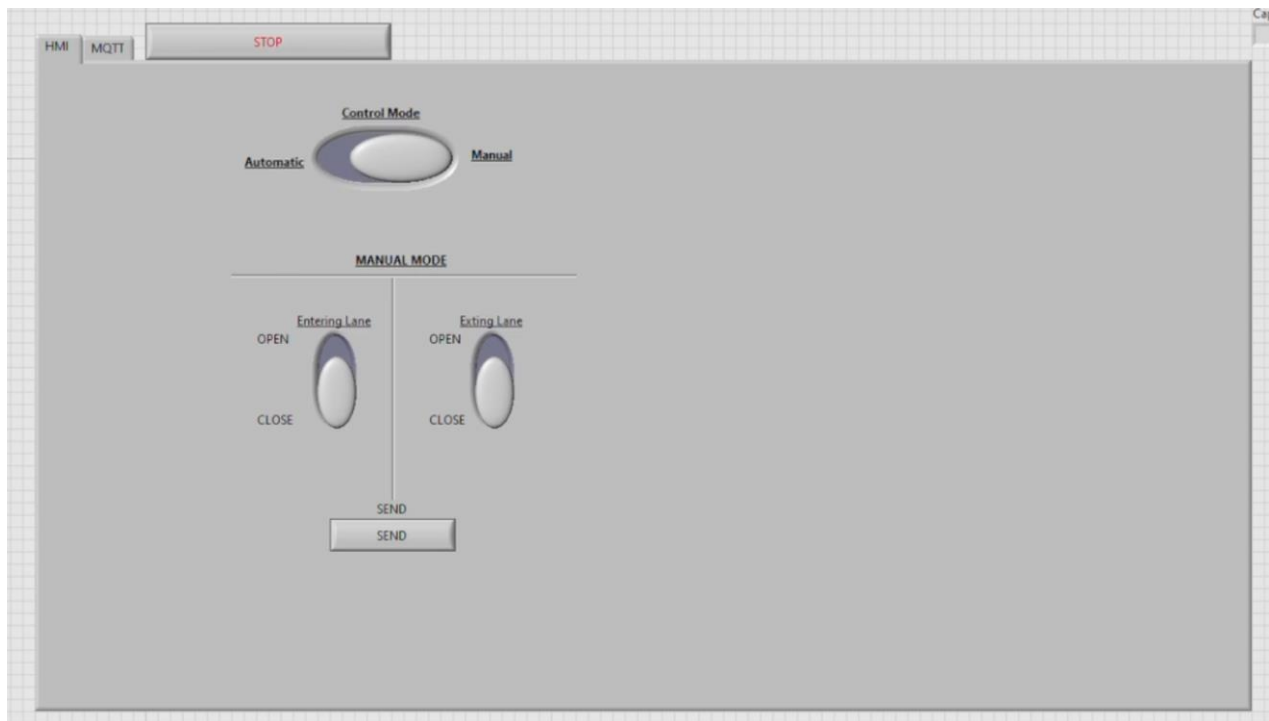 STOP
HMI
MQTT
Control Mode
Automatic
Manual
MANUAL MODE
Entering Lane
Exting Lane
OPEN
OPEN
CLOSE
CLOSE
SEND
SEND